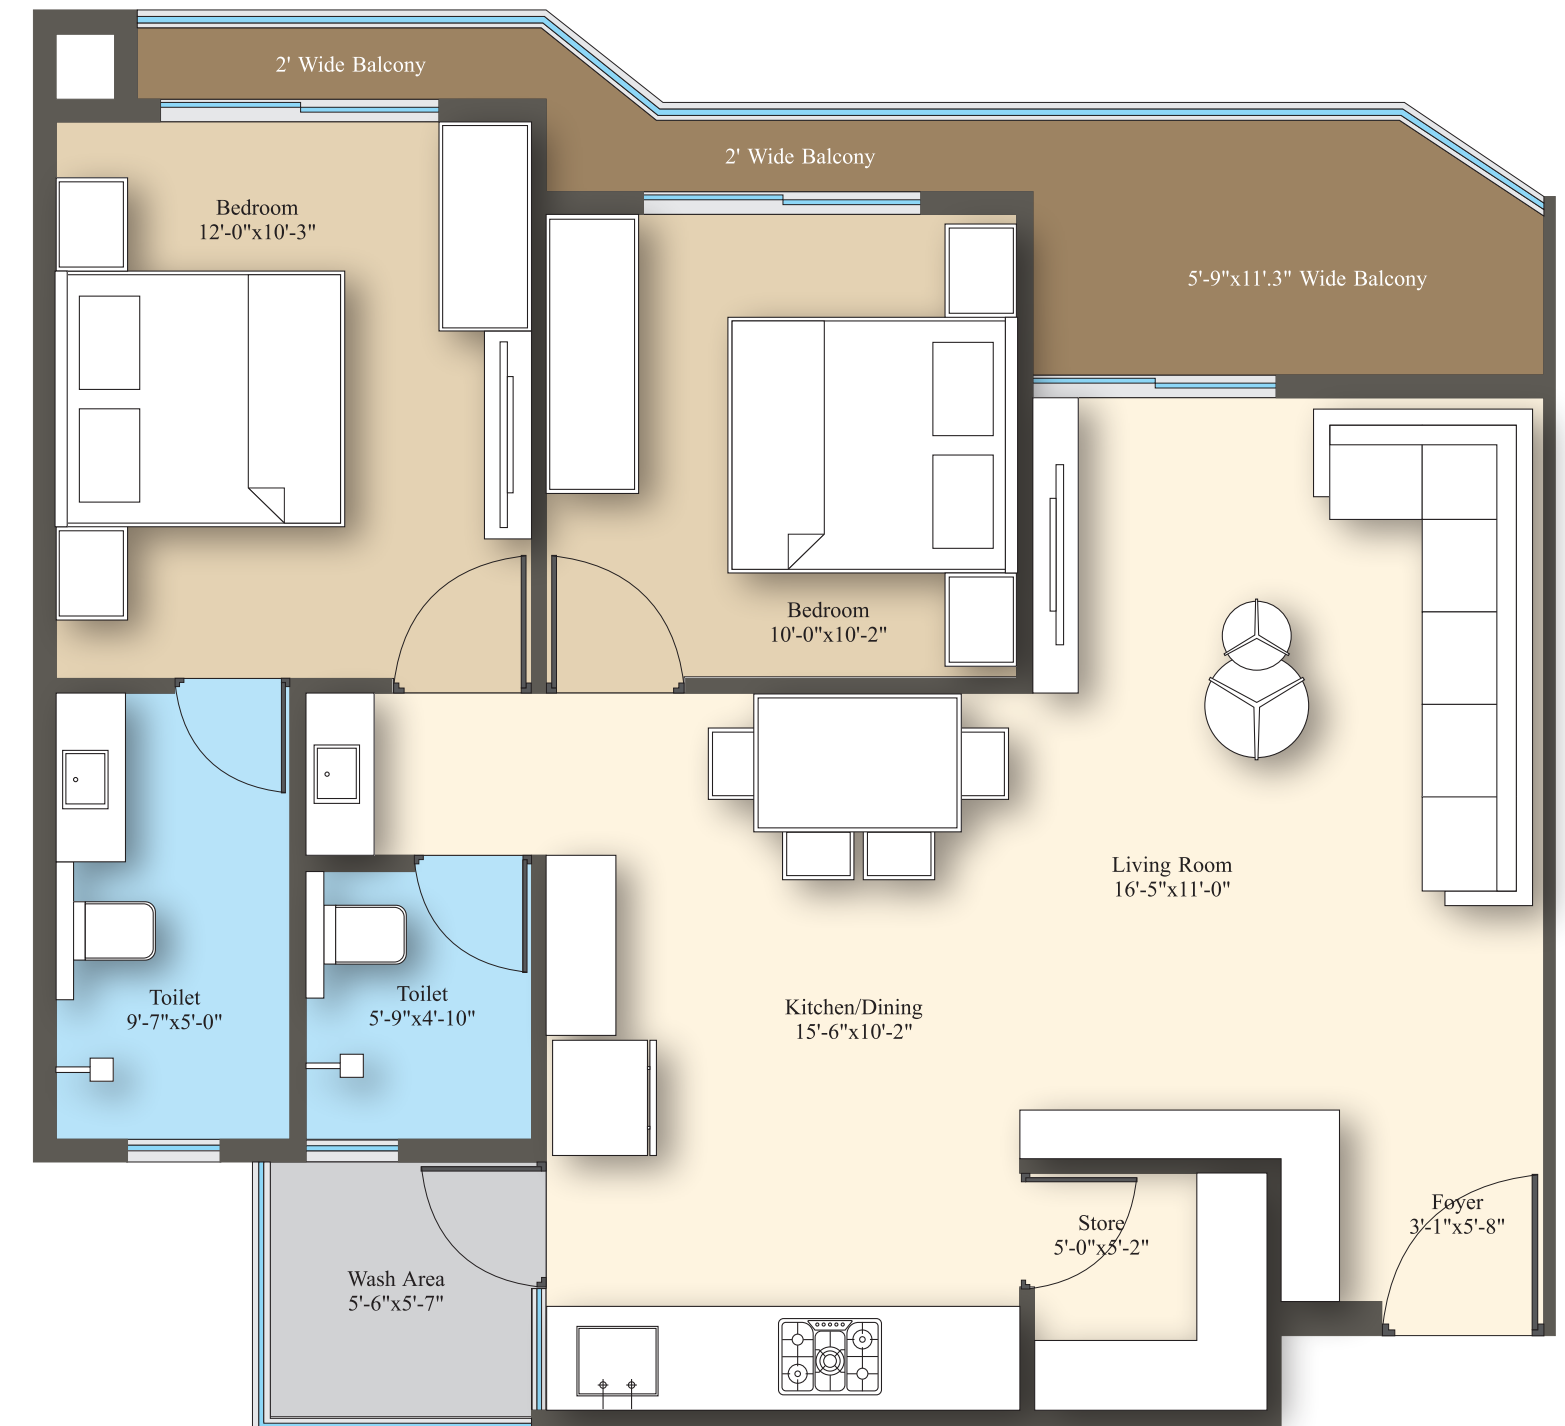 2' Wide Balcony
2' Wide Balcony
Bedroom
12'-0"x10'-3"
5'-9"x11'.3" Wide Balcony
Bedroom
10'-0"x10'-2"
Living Room
16'-5"x11'-0"
Toilet
9'-7"x5'-0"
Toilet
5'-9"x4'-10"
Kitchen/Dining
15'-6"x10'-2"
Foyer
3'-1"x5'-8"
Store
5'-0"x5'-2"
Wash Area
5'-6"x5'-7"